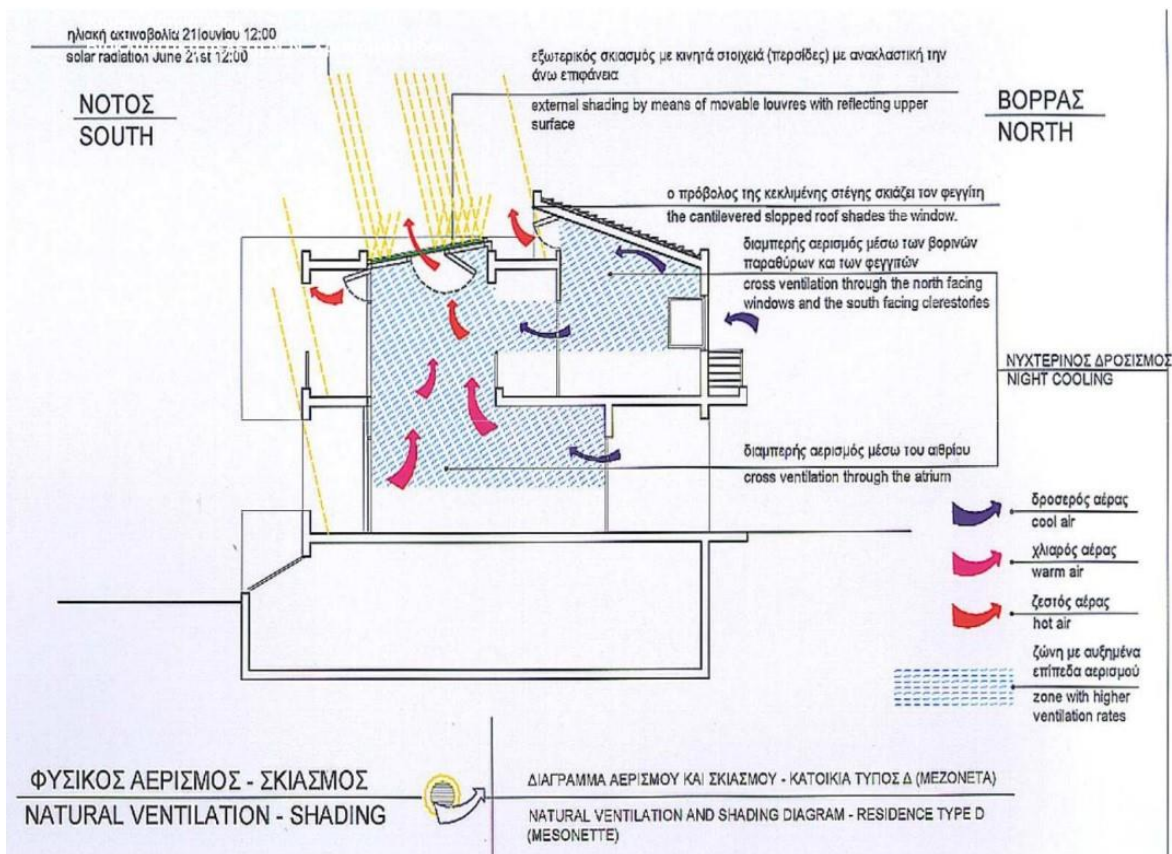 ηλιακή ακτινοβολία 21Ιουνίου 12:00
solar radiation June 21st 12:00
ΝΟΤΟΣ
SOUTH
εξωτερικός σκιασμός με κινητά στοιχεία (περσίδες) με ανακλαστική την
άνω επιφάνεια
external shading by means of movable louvres with reflecting upper
surface
ΒΟΡΡΑΣ
NORTH
ο πρόβολος της κεκλιμένης στέγης σκιάζει τον φεγγίτη
the cantilevered slopped roof shades the window.
διαμπερής αερισμός μέσω των βορινών
παραθύρων και των φεγγιτών
cross ventilation through the north facing
windows and the south facing clerestories
ΝΥΧΤΕΡΙΝΟΣ ΔΡΟΣΙΣΜΟΣ
NIGHT COOLING
διαμπερής αερισμός μέσω του αιθρίου
cross ventilation through the atrium
δροσερός αέρας
cool air
χλιαρός αέρας
warm air
ζεστός αέρας
hot air
ζώνη με αυξημένα
επίπεδα αερισμού
zone with higher
ventilation rates
ΦΥΣΙΚΟΣ ΑΕΡΙΣΜΟΣ - ΣΚΙΑΣΜΟΣ
NATURAL VENTILATION - SHADING
ΔΙΑΓΡΑΜΜΑ ΑΕΡΙΣΜΟΥ ΚΑΙ ΣΚΙΑΣΜΟΥ - ΚΑΤΟΙΚΙΑ ΤΥΠΟΣ Δ (ΜΕΖΟΝΕΤΑ)
NATURAL VENTILATION AND SHADING DIAGRAM - RESIDENCE TYPE D
(MESONETTE)